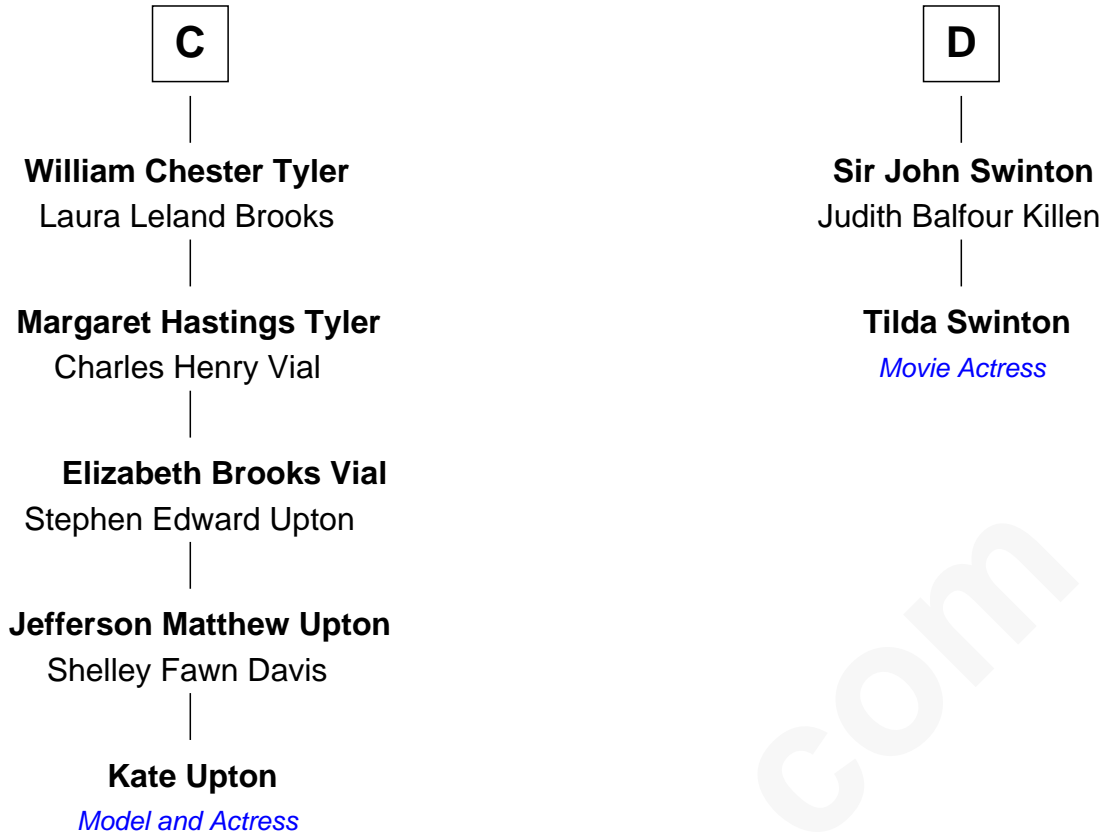 C
William Chester Tyler
Laura Leland Brooks
Margaret Hastings Tyler
Charles Henry Vial
Elizabeth Brooks Vial
Stephen Edward Upton
Jefferson Matthew Upton
Shelley Fawn Davis
Kate Upton
Model and Actress
D
Sir John Swinton
Judith Balfour Killen
Tilda Swinton
Movie Actress
com